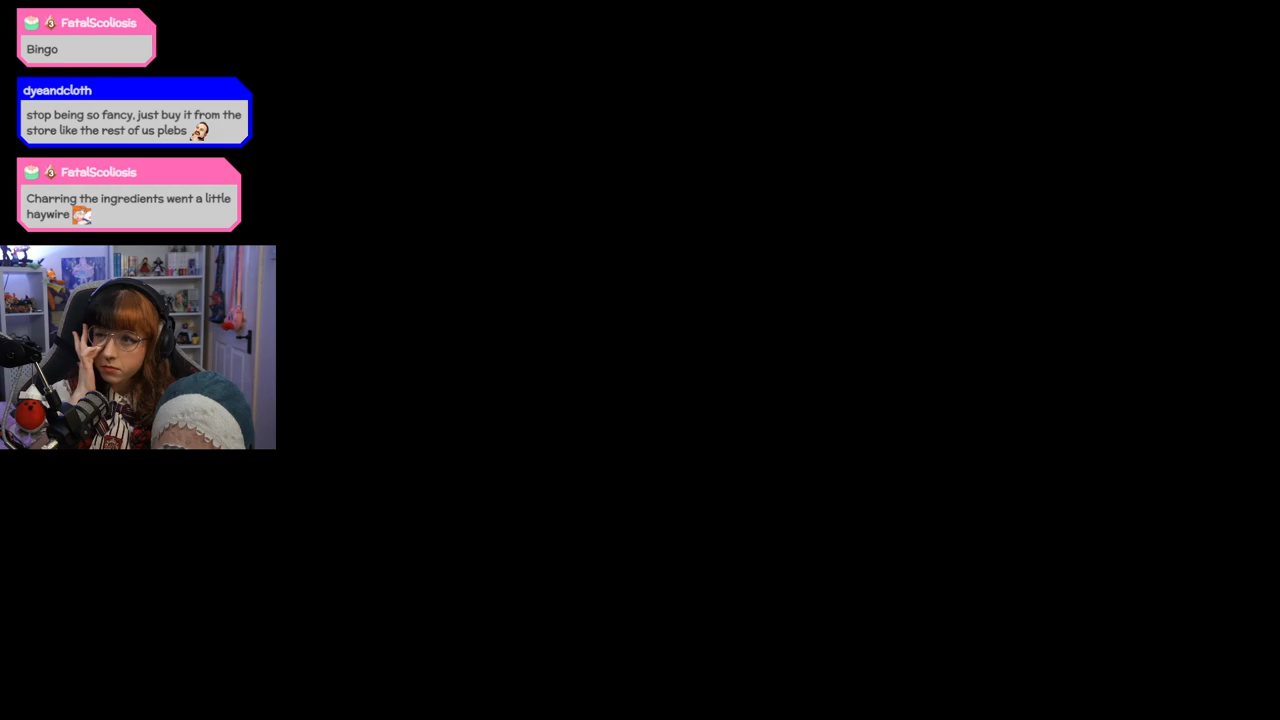 FatalScoliosis
Bingo
dyeandcloth
stop being so fancy, just buy it from the
store like the rest of us plebs
3 FatalScoliosis
Charring the ingredients went a little
haywire